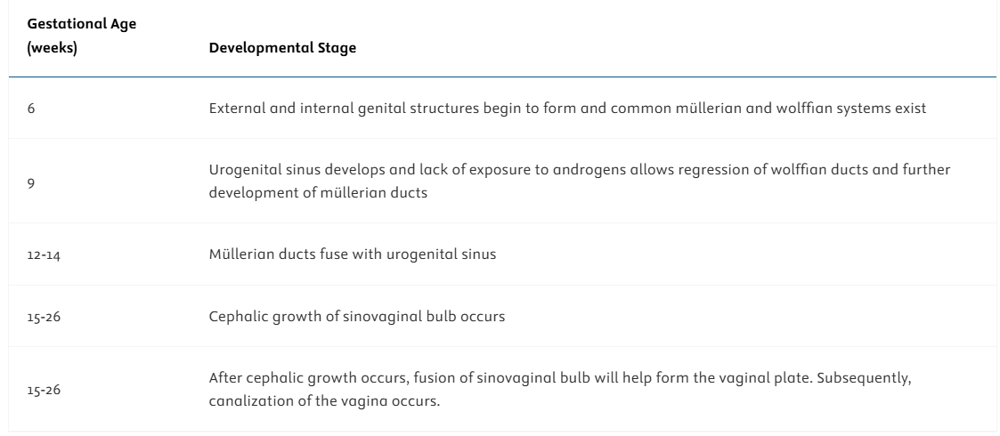 Gestational Age
(weeks)
Developmental Stage
6
External and internal genital structures begin to form and common müllerian and wolffian systems exist
9
Urogenital sinus develops and lack of exposure to androgens allows regression of wolffian ducts and further
development of müllerian ducts
12-14
Müllerian ducts fuse with urogenital sinus
15-26
Cephalic growth of sinovaginal bulb occurs
15-26
After cephalic growth occurs, fusion of sinovaginal bulb will help form the vaginal plate. Subsequently,
canalization of the vagina occurs.